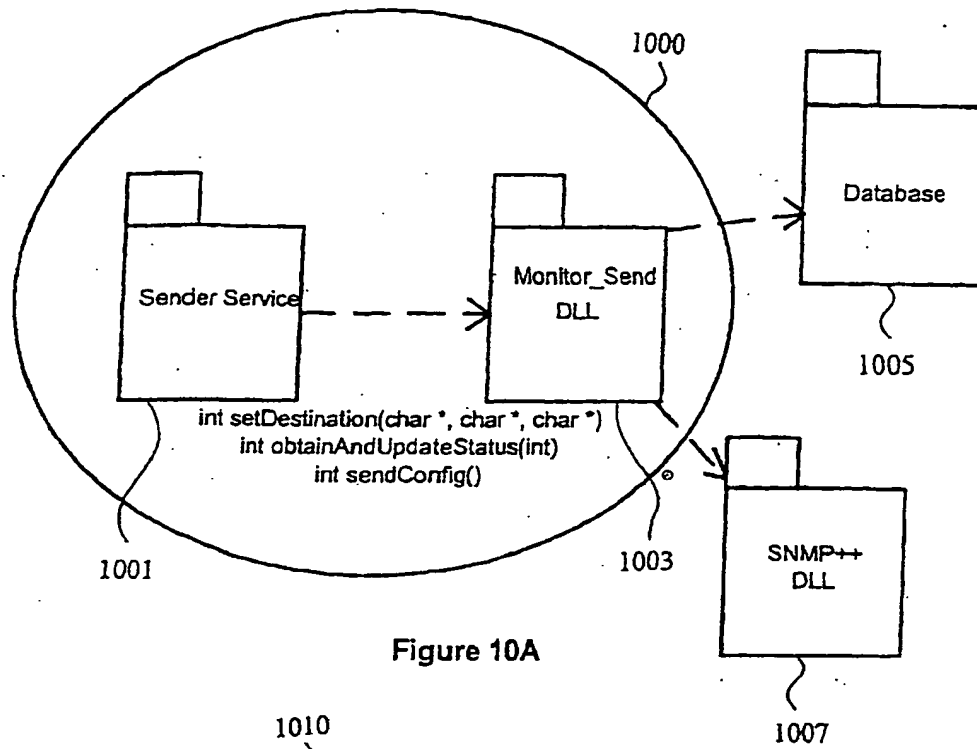 1000
Database
Sender Service
Monitor_Send
DLL
1005
int setDestination(char *, char *, char *)
int obtainAndUpdateStatus(int)
int sendConfig()
1001
1003
SNMP++
DLL
Figure 10A
1007
1010